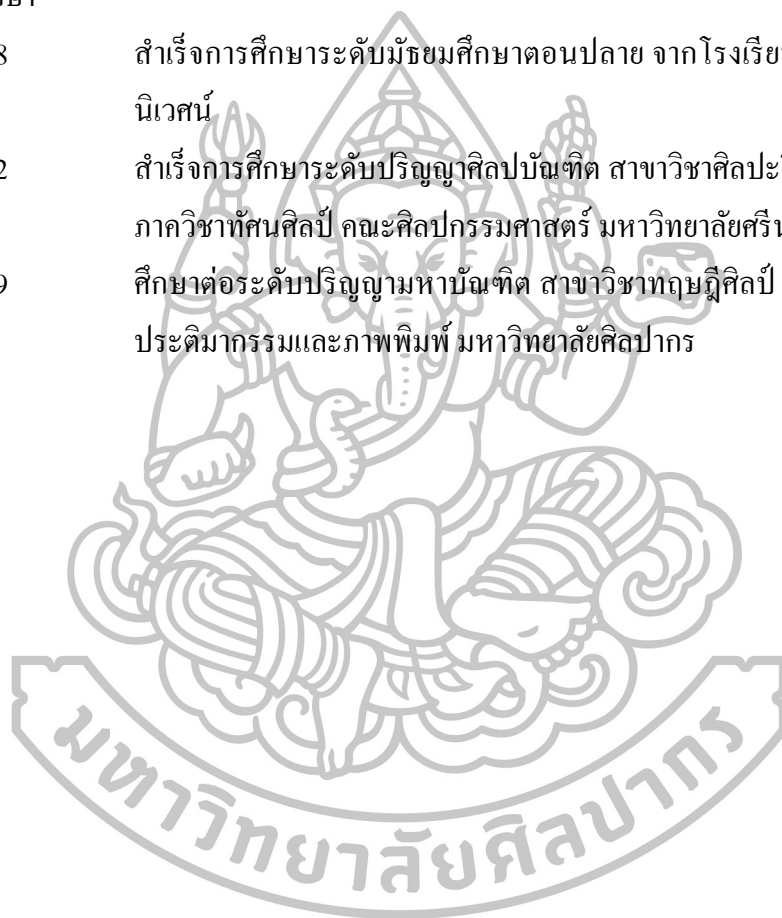 8 สำเร็จการศึกษาระดับมัธยมศึกษาตอนปลาย จากโรงเรีย
นิเวศน์
2 สำเร็จการศึกษาระดับปริญญาศิลปบัณฑิต สาขาวิชาศิลปะ
ภาควิชาทัศนศิลป์ คณะศิลปกรรมศาสตร์ มหาวิทยาลัยศรีน
9 ศึกษาต่อระดับปริญญามหาบัณฑิต สาขาวิชาทฤษฎีศิลป์
ประติมากรรมและภาพพิมพ์ มหาวิทยาลัยศิลปากร
มหาวิทยาลัยศิลปากร